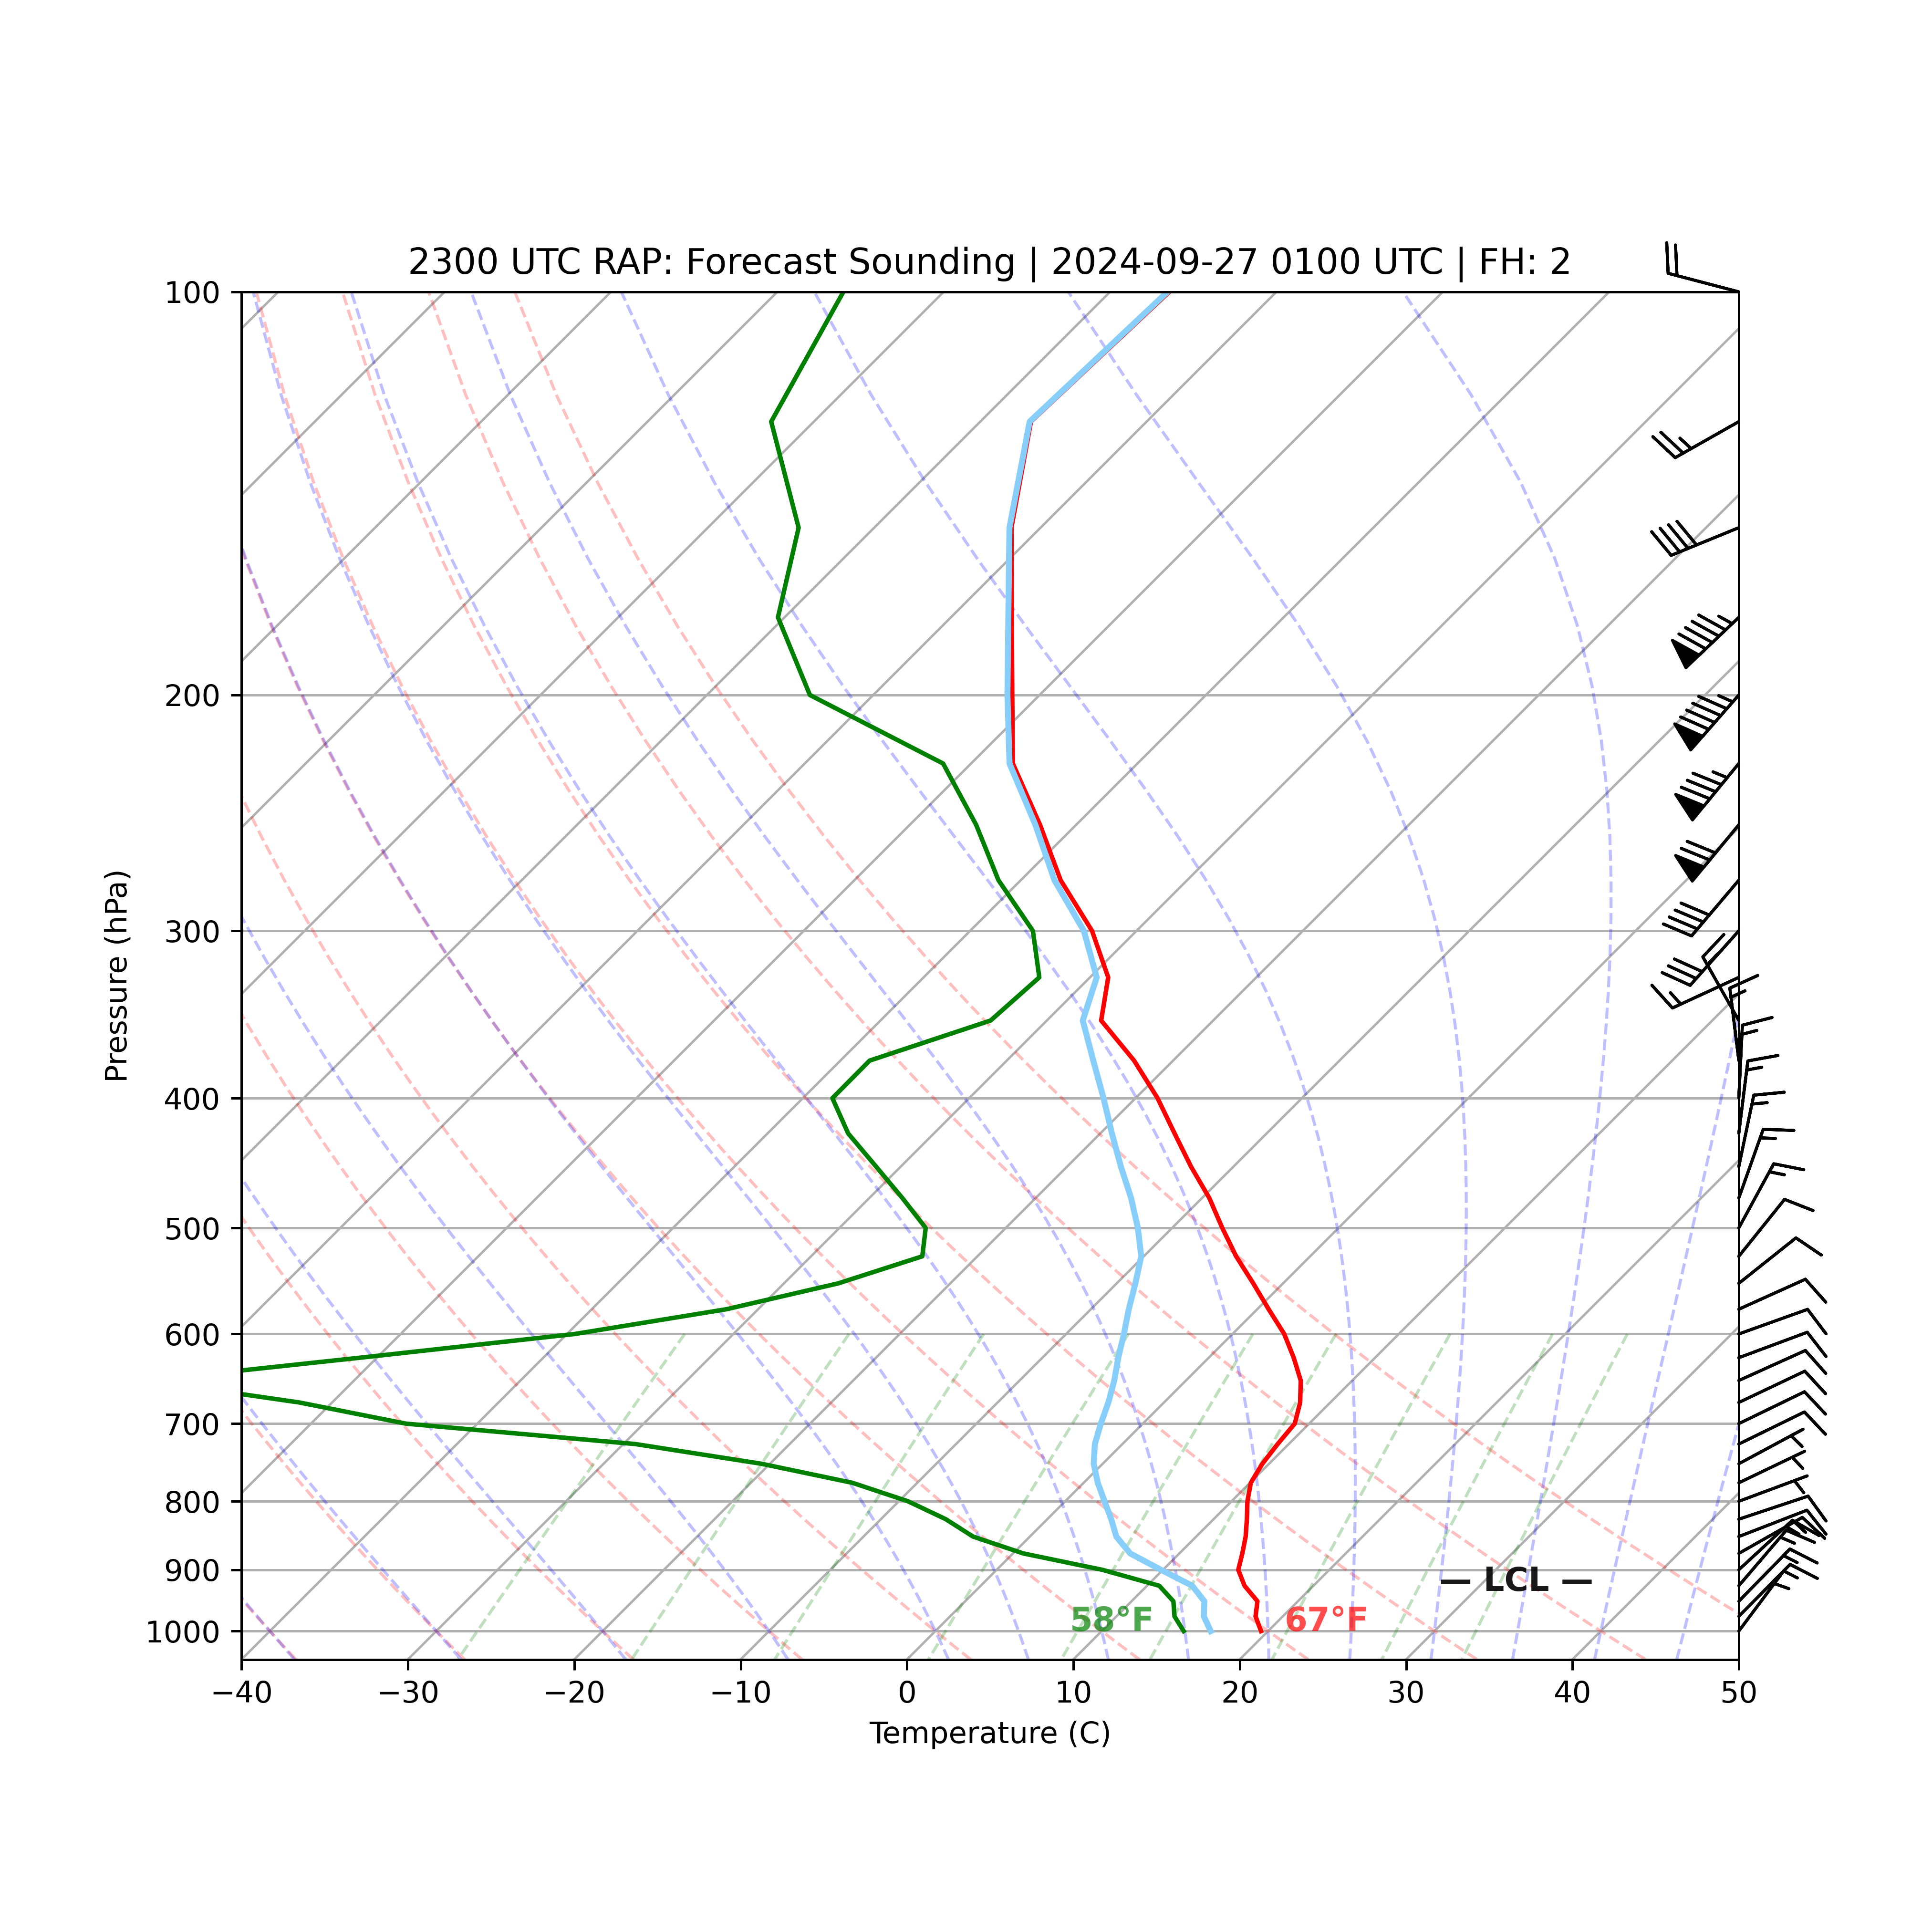 2300 UTC RAP: Forecast Sounding | 2024-09-27 0100 UTC | FH: 2
100
200
300
400
500
600
700
800
900
1000
Pressure (hPa)
— LCL —
58°F
67°F
−40 −30 −20 −10 0 10 20 30 40 50
Temperature (C)